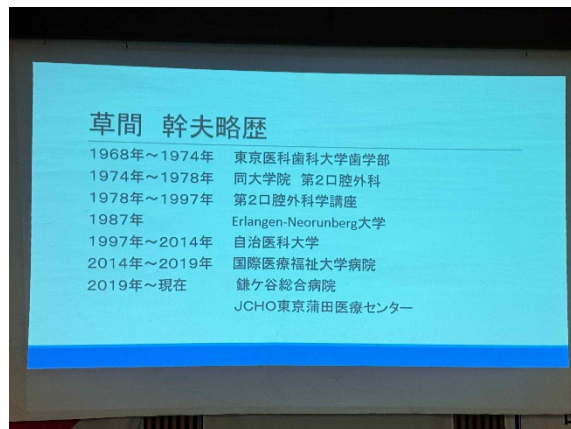 草間 幹夫略歴
1968年～1974年 東京医科歯科大学歯学部
1974年～1978年 同大学院 第2口腔外科
1978年～1997年 第2口腔外科学講座
1987年 Erlangen-Neorunberg大学
1997年～2014年 自治医科大学
2014年～2019年 国際医療福祉大学病院
2019年～現在 鎌ケ谷総合病院
JCHO東京蒲田医療センター